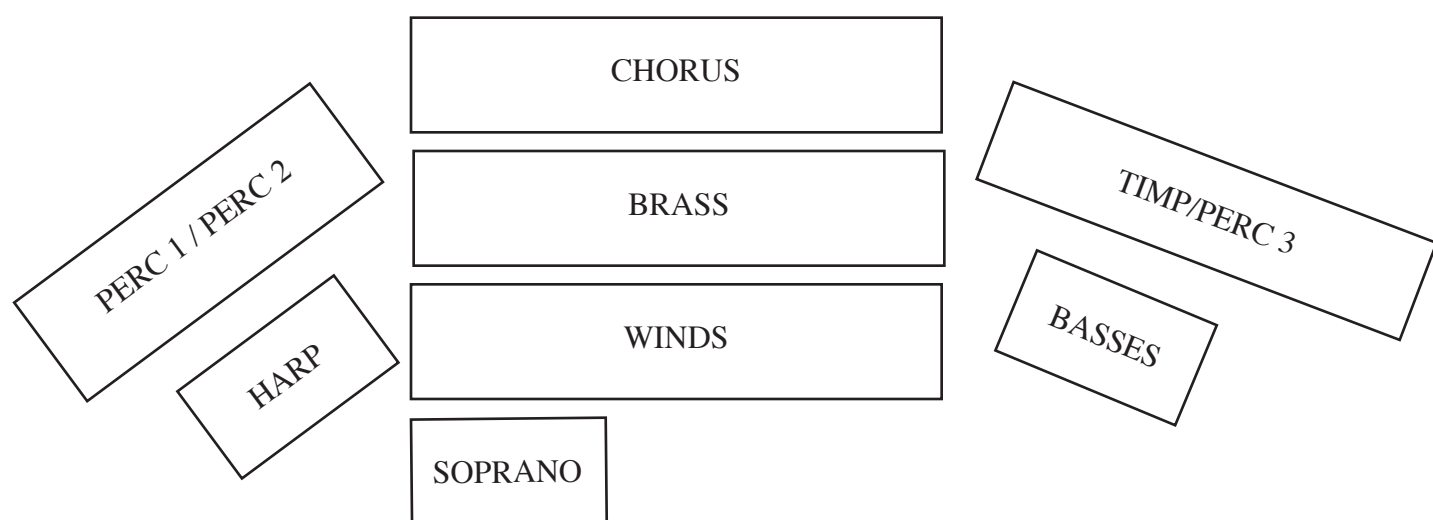 CHORUS
PERC 1 / PERC 2
BRASS
TIMP/PERC 3
HARP
WINDS
BASSES
SOPRANO